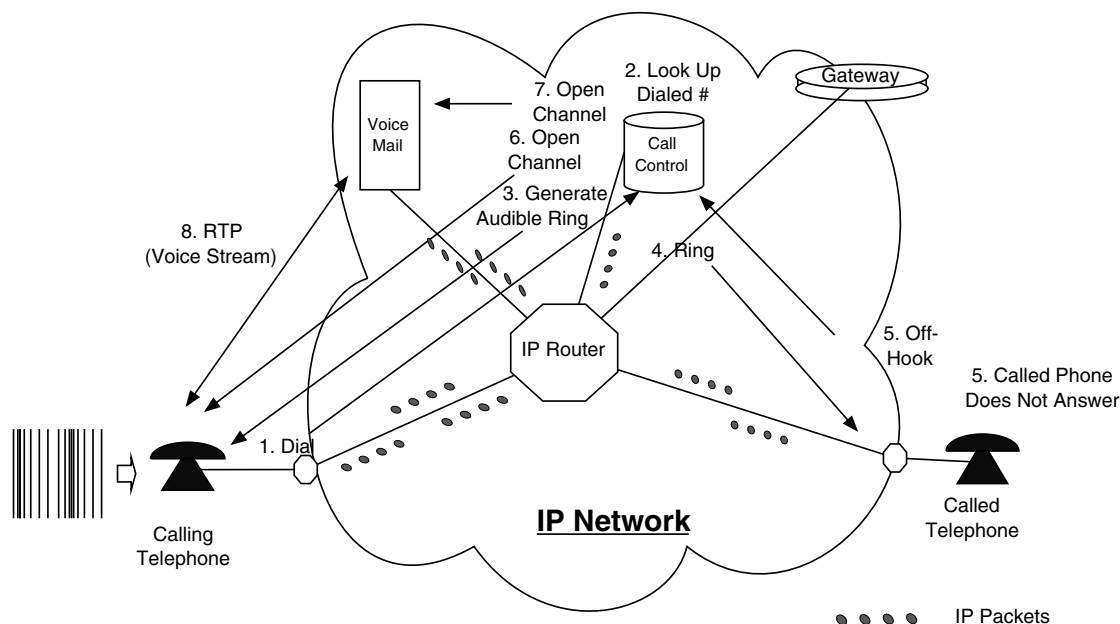 2. Look Up
Dialed #
Gateway
7. Open
Channel
Voice
Mail
6. Open
Channel
Call
Control
3. Generate
Audible Ring
8. RTP
(Voice Stream)
4. Ring
IP Router
5. Off-
Hook
5. Called Phone
Does Not Answer
1. Dial
Calling
Telephone
IP Network
Called
Telephone
IP Packets